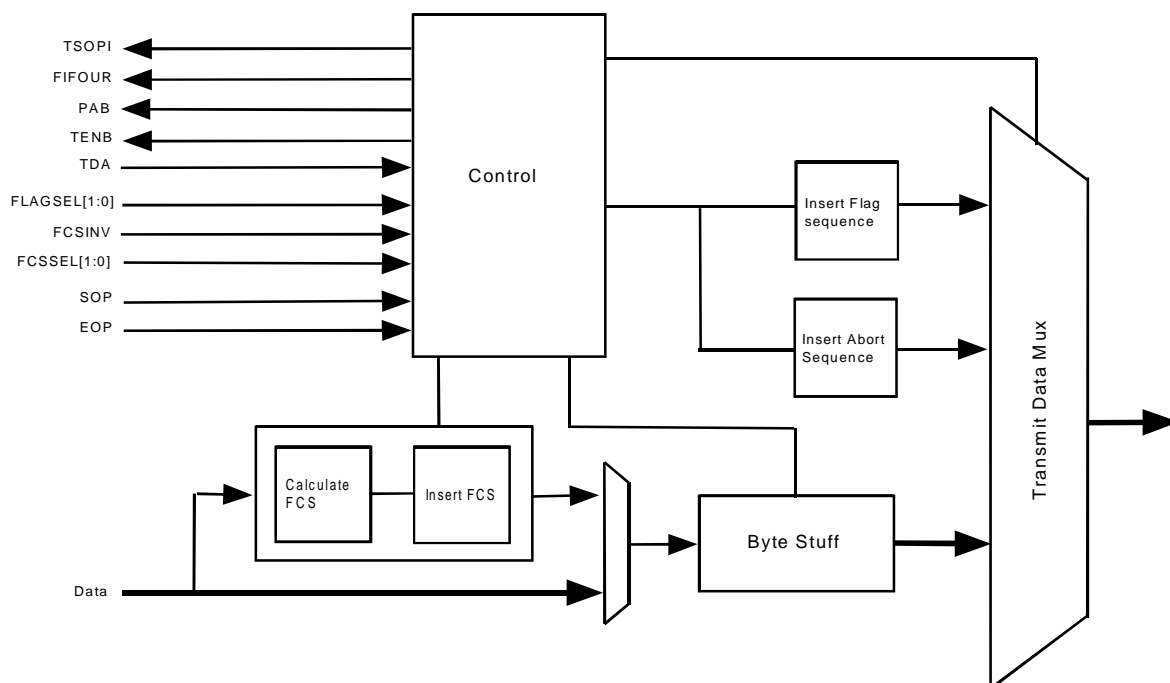 TSOPI
FIFOUR
PAB
TENB
TDA
FLAGSEL[1:0]
FCSINV
FCSSEL[1:0]
SOP
EOP
Control
Insert Flag
sequence
Insert Abort
Sequence
Transmit Data Mux
Calculate
FCS
Insert FCS
Byte Stuff
Data